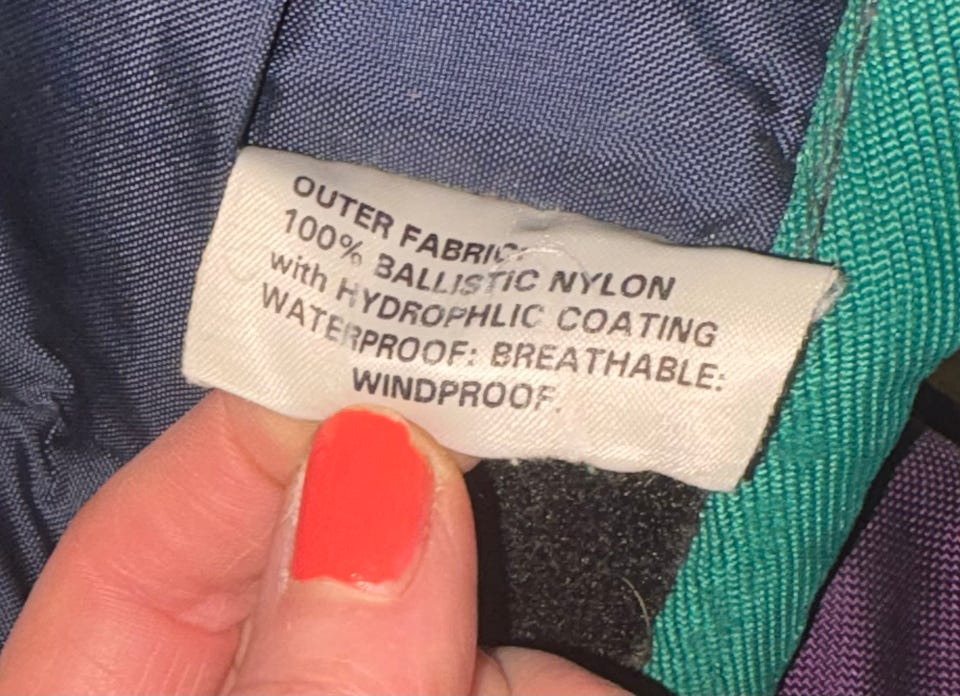 OUTER FABRIC:
100% BALLISTIC NYLON
with HYDROPHLIC COATING
WATERPROOF: BREATHABLE:
WINDPROOF.